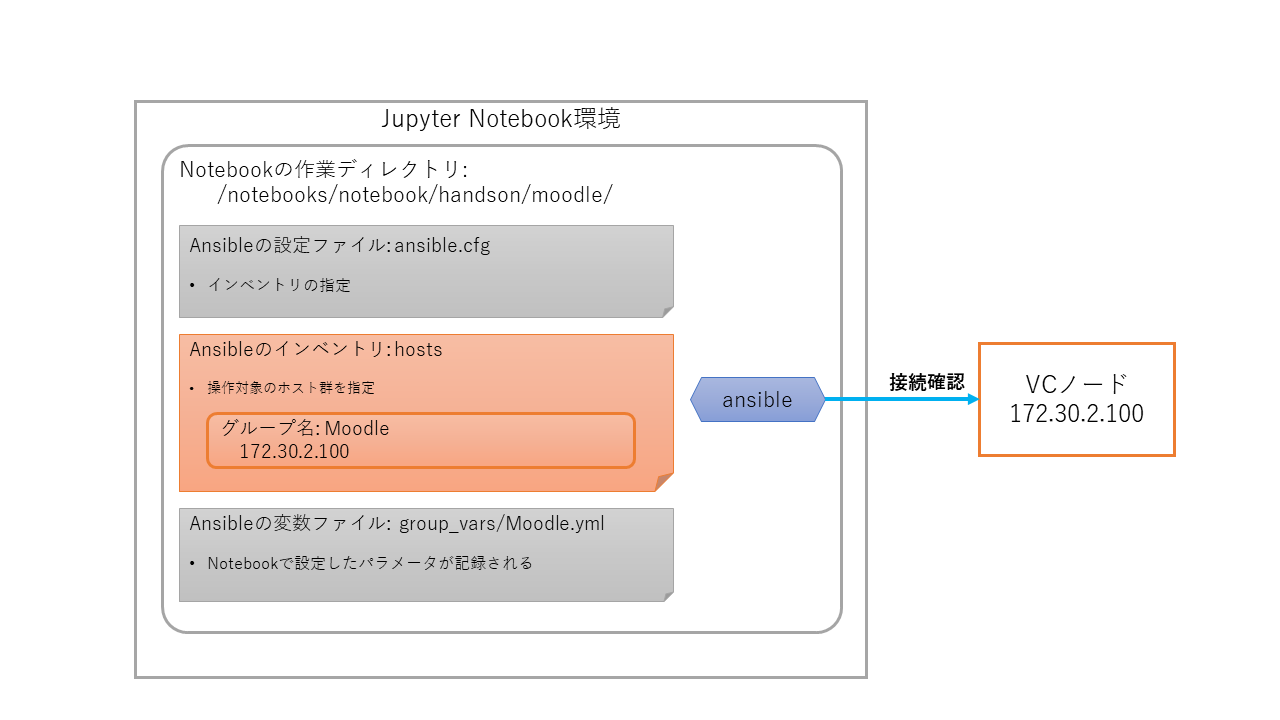 Jupyter Notebook環境
Notebookの作業ディレクトリ:
/notebooks/notebook/handson/moodle/
Ansibleの設定ファイル:ansible.cfg
• インベントリの指定
Ansibleのインベントリ:hosts
• 操作対象のホスト群を指定
グループ名: Moodle
172.30.2.100
Ansibleの変数ファイル: group_vars/Moodle.yml
• Notebookで設定したパラメータが記録される
ansible
接続確認
VCノード
172.30.2.100